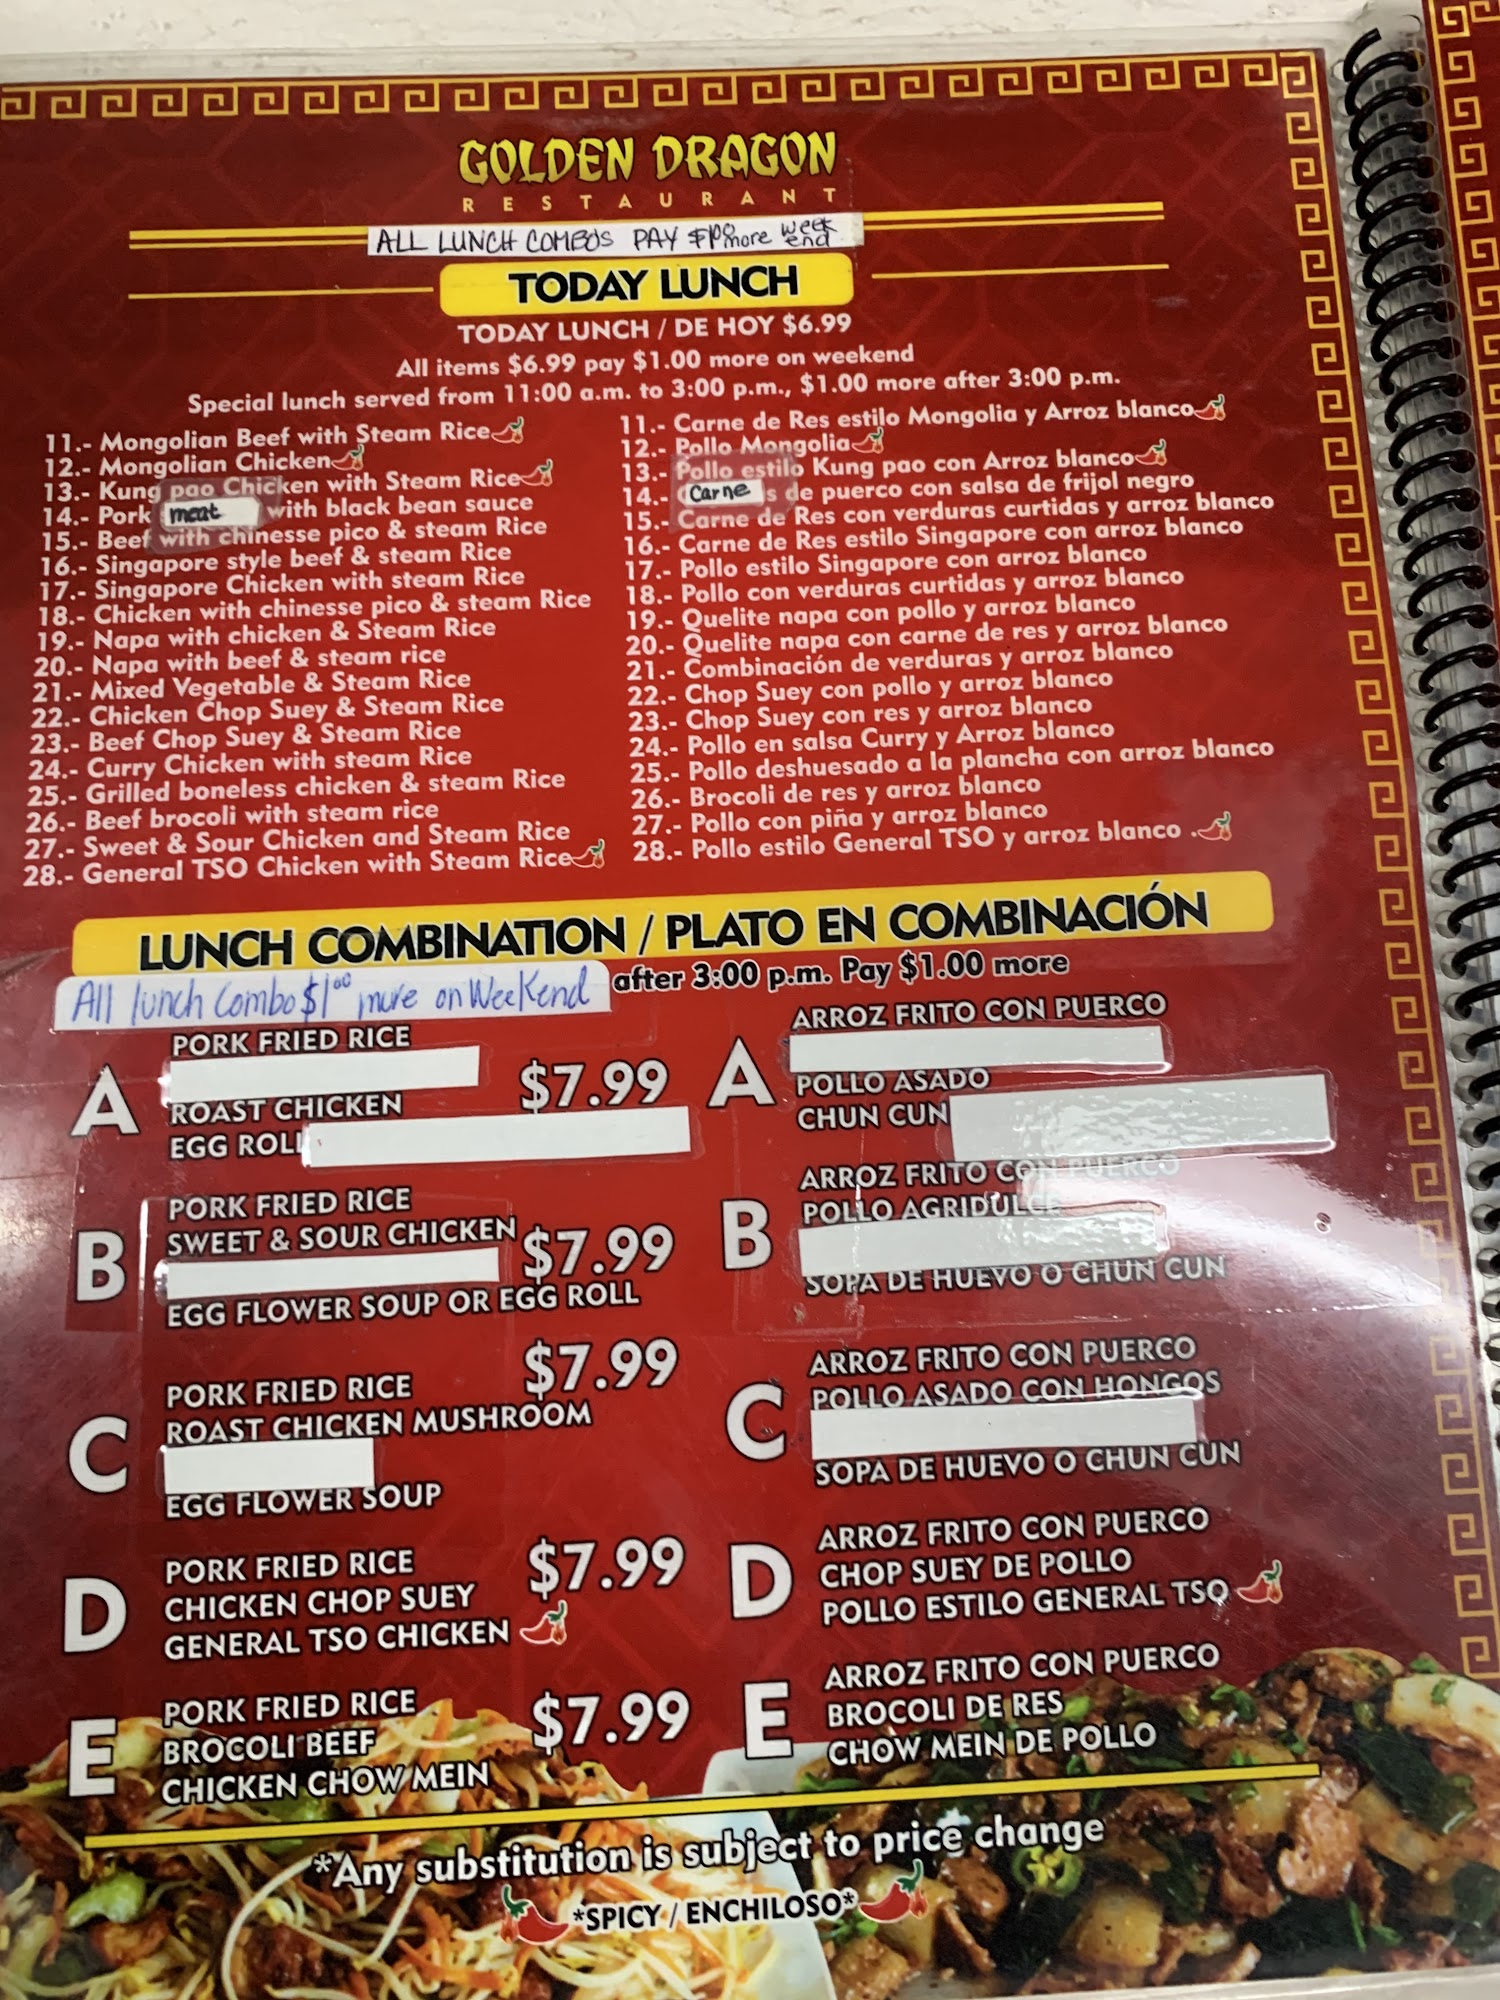 GOLDEN DRAGON
RESTAURANT
ALL LUNCH COMBOS PAY $1.00 more week end
TODAY LUNCH
TODAY LUNCH / DE HOY $6.99
All items $6.99 pay $1.00 more on weekend
Special lunch served from 11:00 a.m. to 3:00 p.m., $1.00 more after 3:00 p.m.
11.- Mongolian Beef with Steam Rice
12.- Mongolian Chicken
13.- Kung pao Chicken with Steam Rice
14.- Pork meat with black bean sauce
15.- Beef with chinesse pico & steam Rice
16.- Singapore style beef & steam Rice
17.- Singapore Chicken with steam Rice
18.- Chicken with chinesse pico & steam Rice
19.- Napa with chicken & Steam Rice
20.- Napa with beef & steam rice
21.- Mixed Vegetable & Steam Rice
22.- Chicken Chop Suey & Steam Rice
23.- Beef Chop Suey & Steam Rice
24.- Curry Chicken with steam Rice
25.- Grilled boneless chicken & steam Rice
26.- Beef brocoli with steam rice
27.- Sweet & Sour Chicken and Steam Rice
28.- General TSO Chicken with Steam Rice
11.- Carne de Res estilo Mongolia y Arroz blanco
12.- Pollo Mongolia
13.- Pollo estilo Kung pao con Arroz blanco
14.- Carne s de puerco con salsa de frijol negro
15.- Carne de Res con verduras curtidas y arroz blanco
16.- Carne de Res estilo Singapore con arroz blanco
17.- Pollo estilo Singapore con arroz blanco
18.- Pollo con verduras curtidas y arroz blanco
19.- Quelite napa con pollo y arroz blanco
20.- Quelite napa con carne de res y arroz blanco
21.- Combinación de verduras y arroz blanco
22.- Chop Suey con pollo y arroz blanco
23.- Chop Suey con res y arroz blanco
24.- Pollo en salsa Curry y Arroz blanco
25.- Pollo deshuesado a la plancha con arroz blanco
26.- Brocoli de res y arroz blanco
27.- Pollo con piña y arroz blanco
28.- Pollo estilo General TSO y arroz blanco .
LUNCH COMBINATION / PLATO EN COMBINACIÓN
All lunch Combo $1.00 more on WeeKend after 3:00 p.m. Pay $1.00 more
A
PORK FRIED RICE
ROAST CHICKEN
EGG ROLL
$7.99
A
ARROZ FRITO CON PUERCO
POLLO ASADO
CHUN CUN
B
PORK FRIED RICE
SWEET & SOUR CHICKEN
EGG FLOWER SOUP OR EGG ROLL
$7.99
B
ARROZ FRITO CON PUERCO
POLLO AGRIDULCE
SOPA DE HUEVO O CHUN CUN
C
PORK FRIED RICE
ROAST CHICKEN MUSHROOM
EGG FLOWER SOUP
$7.99
C
ARROZ FRITO CON PUERCO
POLLO ASADO CON HONGOS
SOPA DE HUEVO O CHUN CUN
D
PORK FRIED RICE
CHICKEN CHOP SUEY
GENERAL TSO CHICKEN
$7.99
D
ARROZ FRITO CON PUERCO
CHOP SUEY DE POLLO
POLLO ESTILO GENERAL TSO
E
PORK FRIED RICE
BROCOLI BEEF
CHICKEN CHOW MEIN
$7.99
E
ARROZ FRITO CON PUERCO
BROCOLI DE RES
CHOW MEIN DE POLLO
*Any substitution is subject to price change
*SPICY / ENCHILOSO*